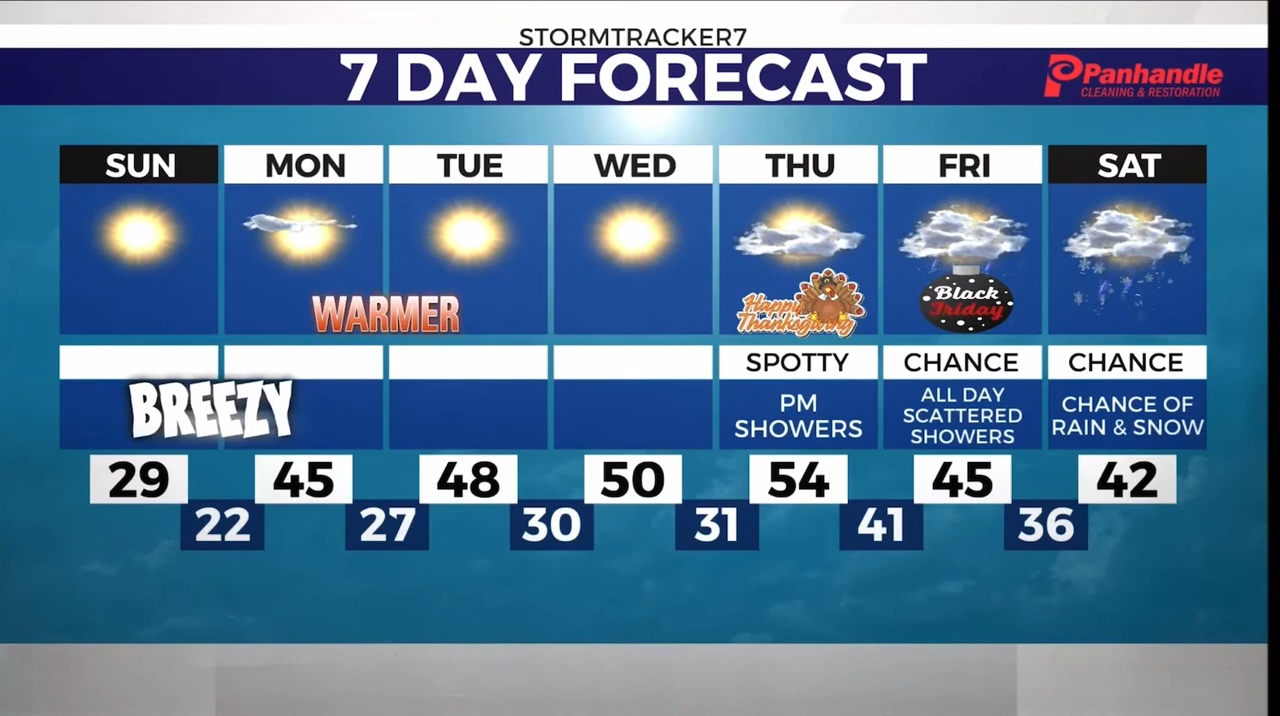 STORMTRACKER7
7 DAY FORECAST
Panhandle
CLEANING & RESTORATION
SUN
MON
TUE
WED
THU
FRI
SAT
WARMER
Happy
Thanksgiving
Black
Friday
BREEZY
SPOTTY
PM
SHOWERS
CHANCE
ALL DAY
SCATTERED
SHOWERS
CHANCE
CHANCE OF
RAIN & SNOW
29
45
48
50
54
45
42
22
27
30
31
41
36